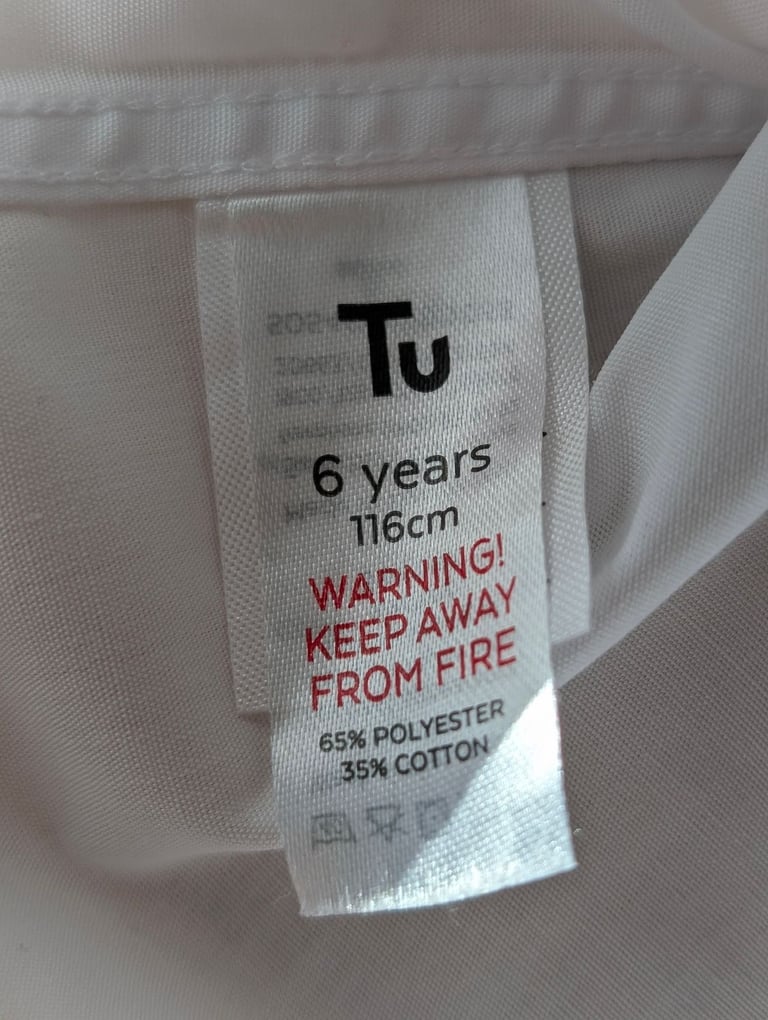 Tu
6 years
116cm
WARNING!
KEEP AWAY
FROM FIRE
65% POLYESTER
35% COTTON